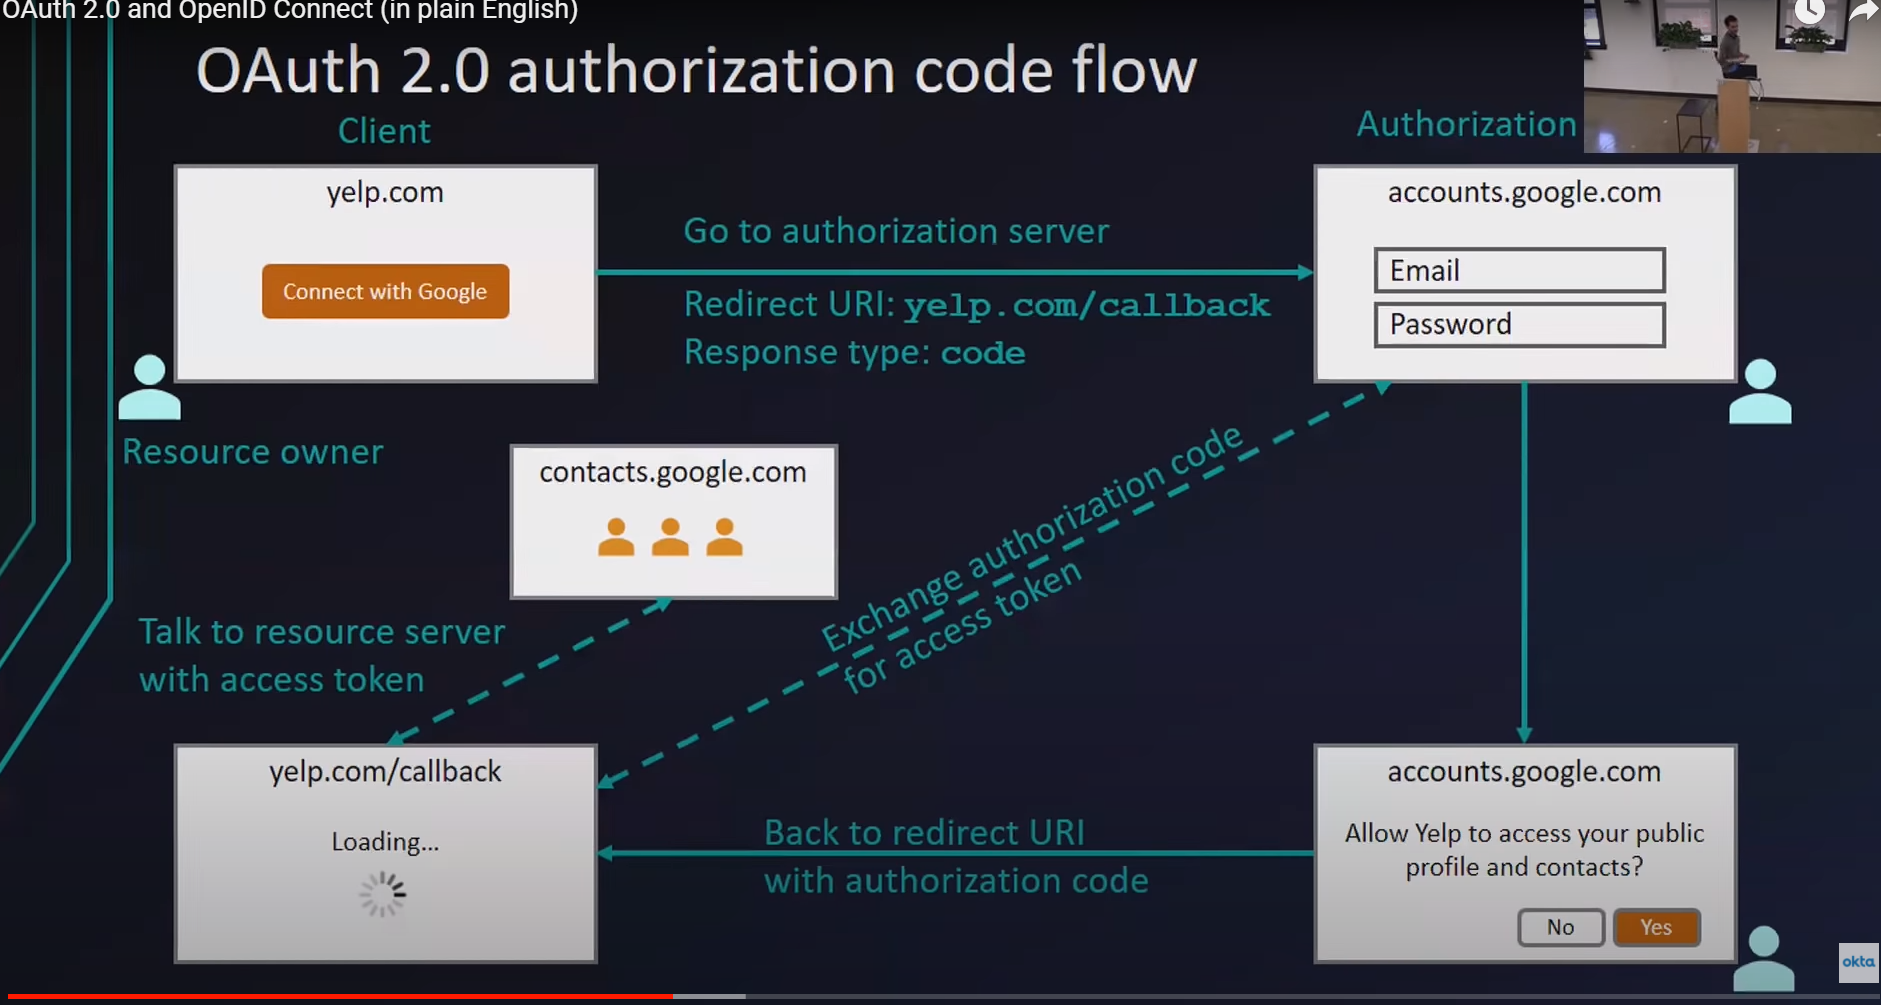 OAuth 2.0 and OpenID Connect (in plain English)
OAuth 2.0 authorization code flow
Client
Authorization
yelp.com
Connect with Google
Go to authorization server
Redirect URI: yelp.com/callback
Response type: code
accounts.google.com
Email
Password
Resource owner
contacts.google.com
Exchange authorization code
for access token
Talk to resource server
with access token
yelp.com/callback
Loading...
Back to redirect URI
with authorization code
accounts.google.com
Allow Yelp to access your public
profile and contacts?
No
Yes
okta